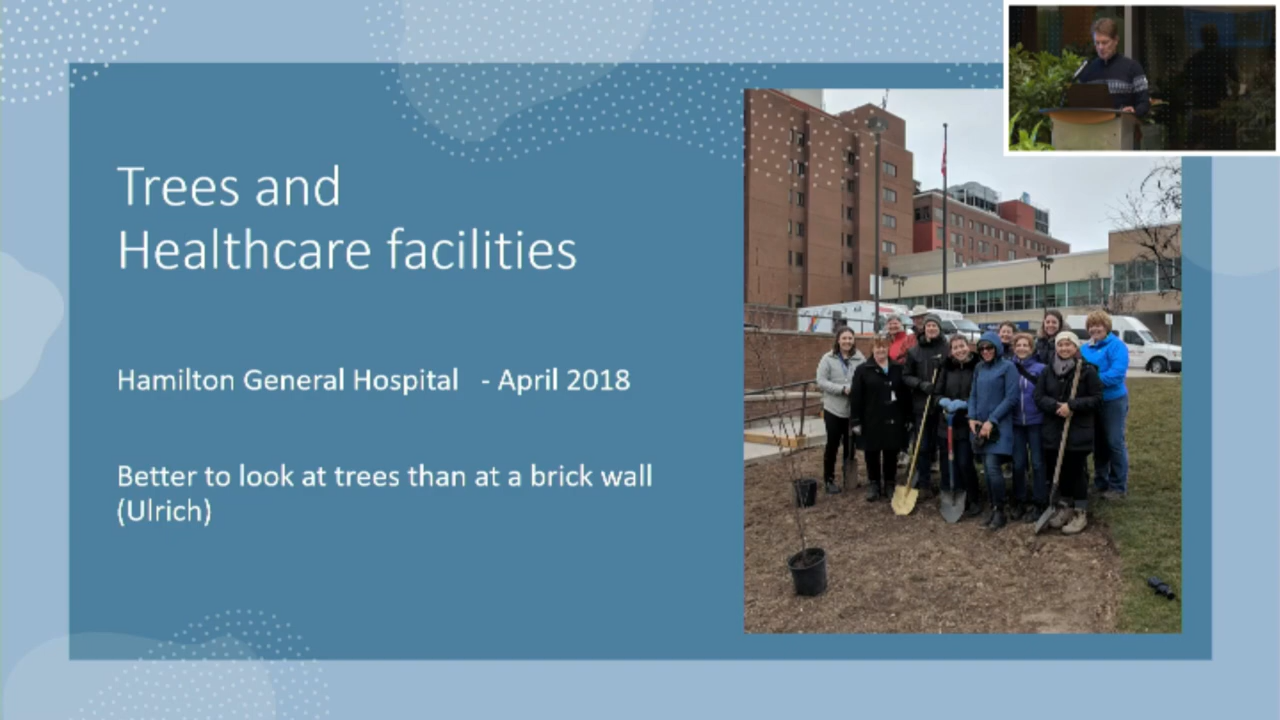 Trees and
Healthcare facilities
Hamilton General Hospital - April 2018
Better to look at trees than at a brick wall
(Ulrich)